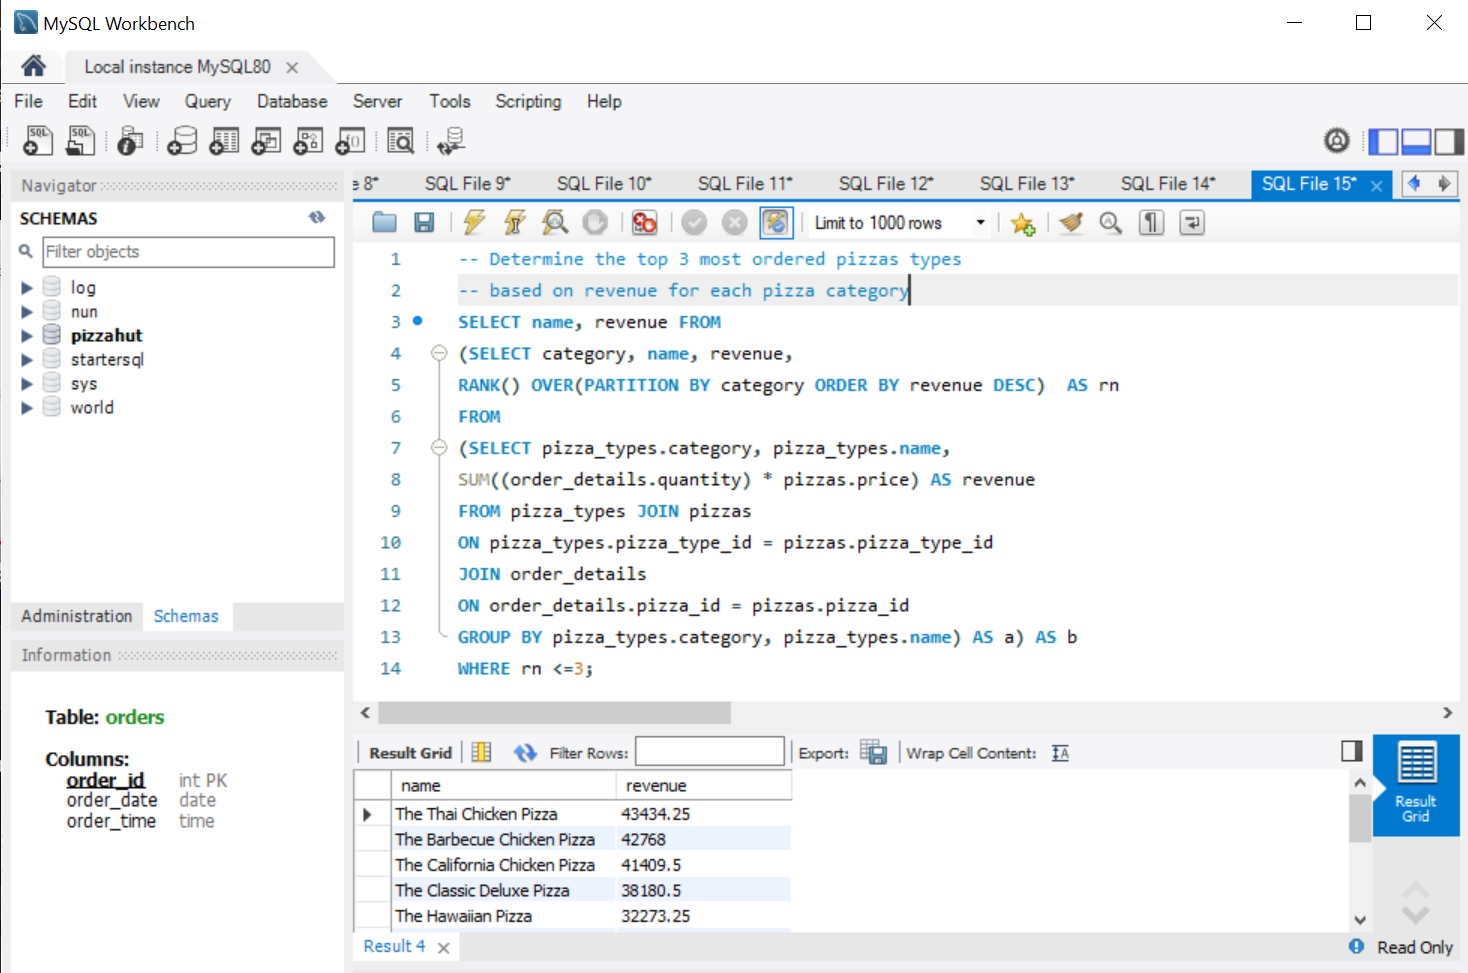 MySQL Workbench
Local instance MySQL80
File Edit View Query Database Server Tools Scripting Help
Navigator
SCHEMAS
Filter objects
log
nun
pizzahut
startersql
sys
world
Administration Schemas
Information
Table: orders
Columns:
order_id int PK
order_date date
order_time time
e 8* SQL File 9* SQL File 10* SQL File 11* SQL File 12* SQL File 13* SQL File 14* SQL File 15*
Limit to 1000 rows
1 -- Determine the top 3 most ordered pizzas types
2 -- based on revenue for each pizza category
3 SELECT name, revenue FROM
4 (SELECT category, name, revenue,
5 RANK() OVER(PARTITION BY category ORDER BY revenue DESC)  AS rn
6 FROM
7 (SELECT pizza_types.category, pizza_types.name,
8 SUM((order_details.quantity) * pizzas.price) AS revenue
9 FROM pizza_types JOIN pizzas
10 ON pizza_types.pizza_type_id = pizzas.pizza_type_id
11 JOIN order_details
12 ON order_details.pizza_id = pizzas.pizza_id
13 GROUP BY pizza_types.category, pizza_types.name) AS a) AS b
14 WHERE rn <=3;
Result Grid Filter Rows: Export: Wrap Cell Content:
name revenue
The Thai Chicken Pizza 43434.25
The Barbecue Chicken Pizza 42768
The California Chicken Pizza 41409.5
The Classic Deluxe Pizza 38180.5
The Hawaiian Pizza 32273.25
Result
Grid
Result 4
Read Only